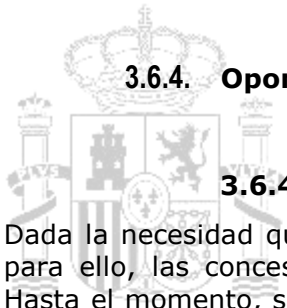 3.6.4. Opor
3.6.4
Dada la necesidad qu
para ello, las conces
Hasta el momento, s